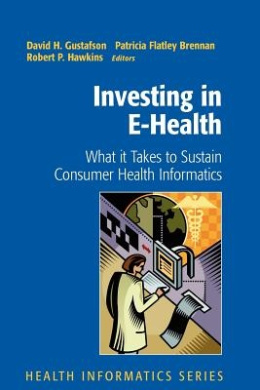 David H. Gustafson Patricia Flatley Brennan
Robert P. Hawkins Editors
Investing in
E-Health
What it Takes to Sustain
Consumer Health Informatics
HEALTH INFORMATICS SERIES